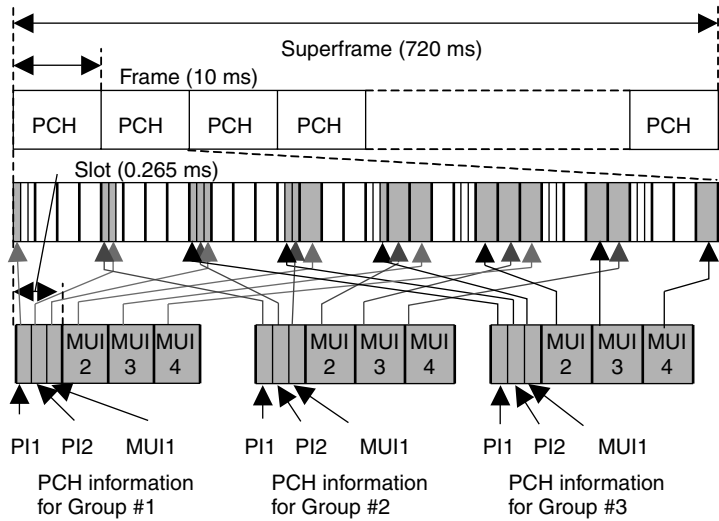 Superframe (720 ms)
Frame (10 ms)
PCH PCH PCH PCH PCH
Slot (0.265 ms)
MUI 2 MUI 3 MUI 4 MUI 2 MUI 3 MUI 4 MUI 2 MUI 3 MUI 4
PI1 PI2 MUI1 PI1 PI2 MUI1 PI1 PI2 MUI1
PCH information
for Group #1
PCH information
for Group #2
PCH information
for Group #3